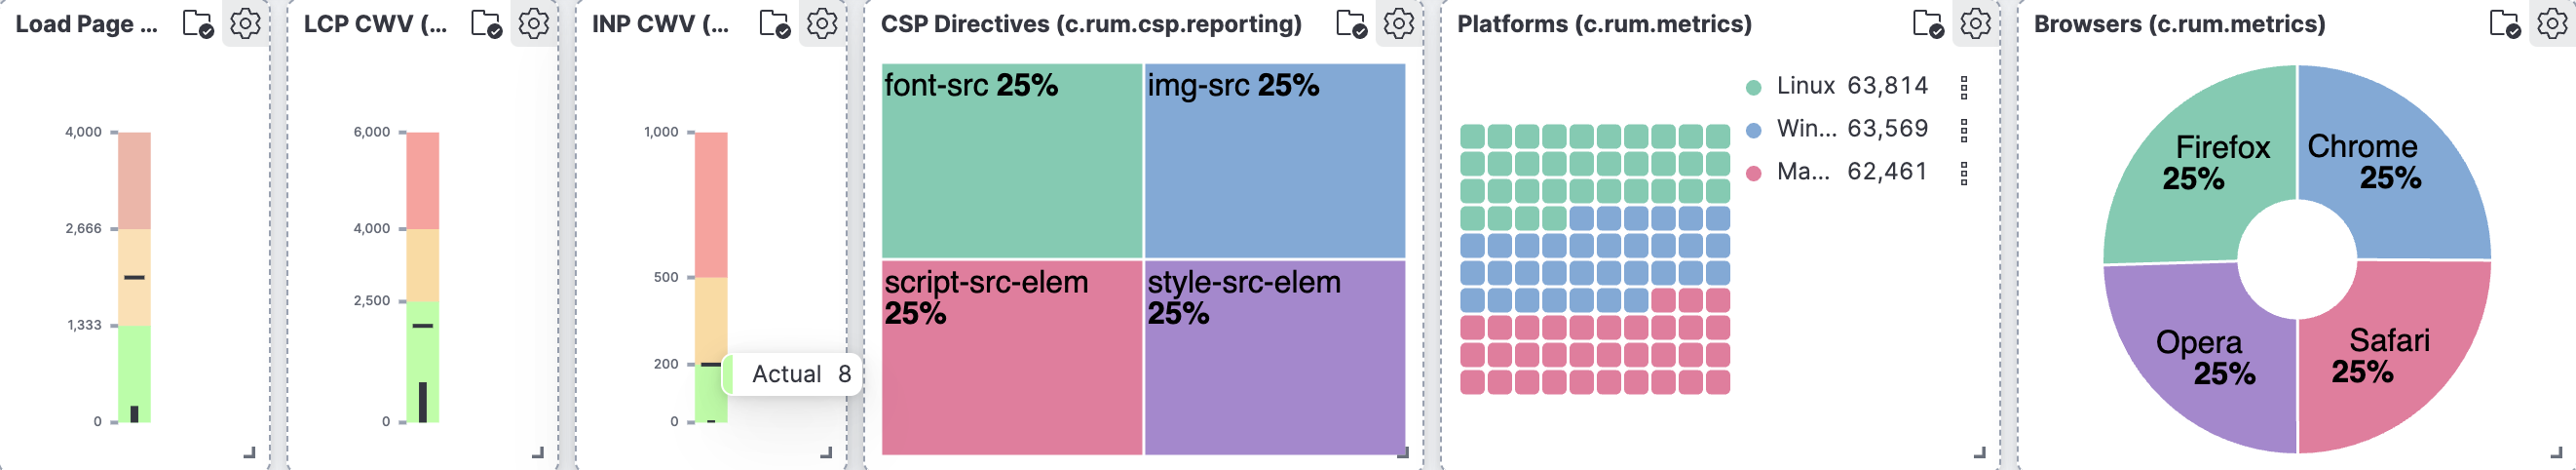 Load Page ...
4,000
2,666
1,333
0
LCP CWV (...
6,000
4,000
2,500
0
INP CWV (...
1,000
500
200
0
Actual 8
CSP Directives (c.rum.csp.reporting)
font-src 25%
img-src 25%
script-src-elem
25%
style-src-elem
25%
Platforms (c.rum.metrics)
Linux 63,814
Win... 63,569
Ma... 62,461
Browsers (c.rum.metrics)
Firefox
25%
Chrome
25%
Opera
25%
Safari
25%